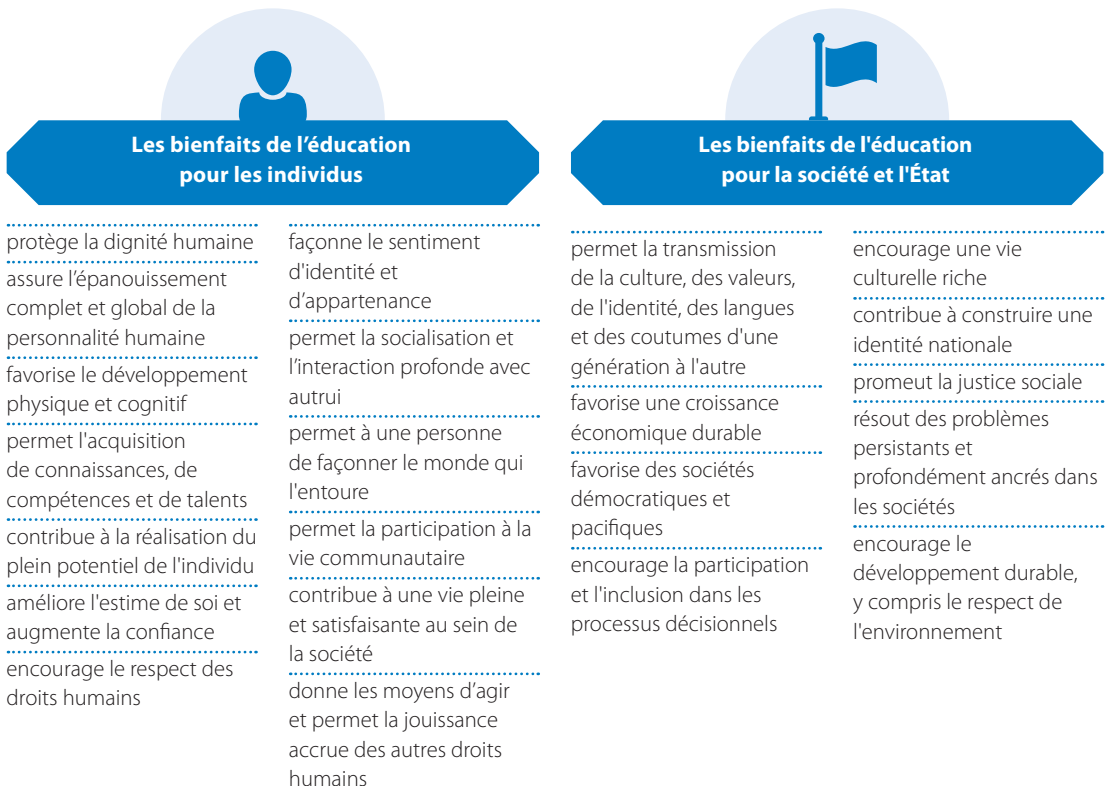 Les bienfaits de l’éducation
pour les individus
protège la dignité humaine
assure l’épanouissement
complet et global de la
personnalité humaine
favorise le développement
physique et cognitif
permet l'acquisition
de connaissances, de
compétences et de talents
contribue à la réalisation du
plein potentiel de l'individu
améliore l'estime de soi et
augmente la confiance
encourage le respect des
droits humains
façonne le sentiment
d'identité et
d’appartenance
permet la socialisation et
l’interaction profonde avec
autrui
permet à une personne
de façonner le monde qui
l'entoure
permet la participation à la
vie communautaire
contribue à une vie pleine
et satisfaisante au sein de
la société
donne les moyens d’agir
et permet la jouissance
accrue des autres droits
humains
Les bienfaits de l'éducation
pour la société et l'État
permet la transmission
de la culture, des valeurs,
de l'identité, des langues
et des coutumes d'une
génération à l'autre
favorise une croissance
économique durable
favorise des sociétés
démocratiques et
pacifiques
encourage la participation
et l'inclusion dans les
processus décisionnels
encourage une vie
culturelle riche
contribue à construire une
identité nationale
promeut la justice sociale
résout des problèmes
persistants et
profondément ancrés dans
les sociétés
encourage le
développement durable,
y compris le respect de
l'environnement